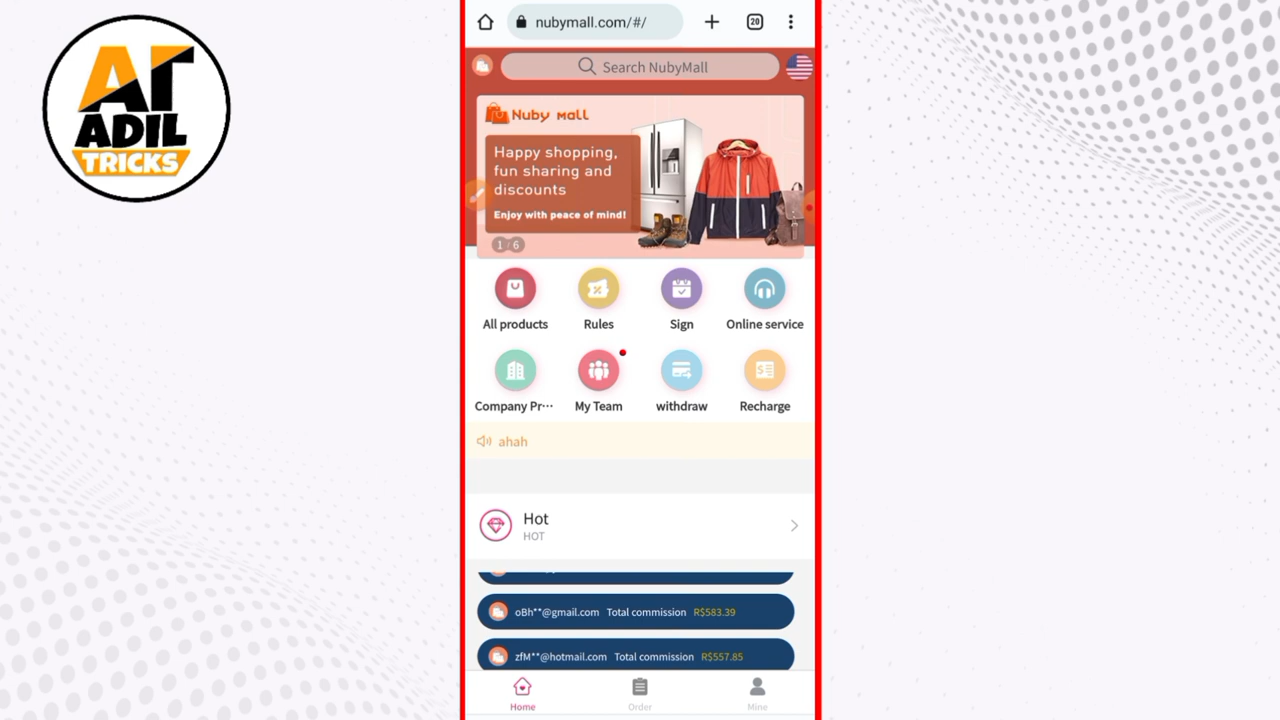 AT
ADIL
TRICKS
nubymall.com/#/
20
Search NubyMall
Nuby mall
Happy shopping,
fun sharing and
discounts
Enjoy with peace of mind!
1 6
All products
Rules
Sign
Online service
Company Pr···
My Team
withdraw
Recharge
ahah
Hot
HOT
oBh**@gmail.com Total commission R$583.39
zfM**@hotmail.com Total commission R$557.85
Home
Order
Mine